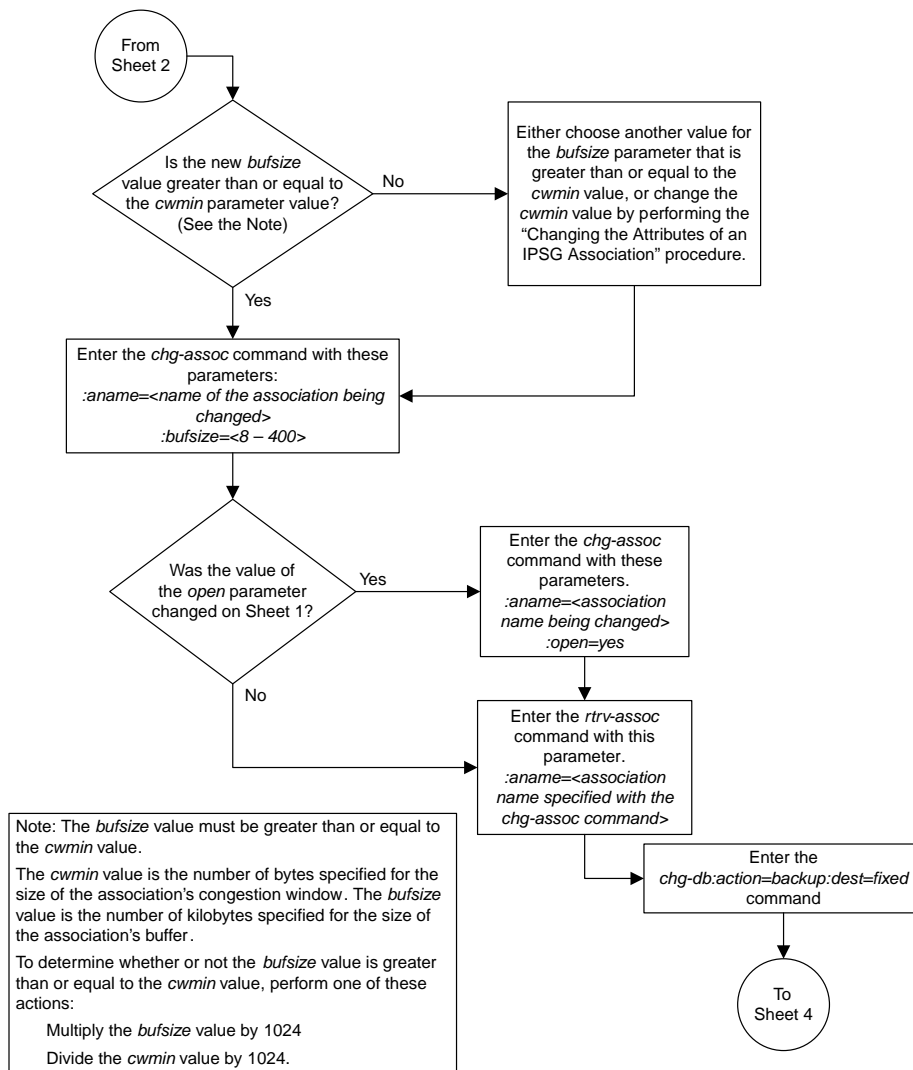 From
Sheet 2
Is the new bufsize
value greater than or equal to
the cwmin parameter value?
(See the Note)
No
Either choose another value for
the bufsize parameter that is
greater than or equal to the
cwmin value, or change the
cwmin value by performing the
“Changing the Attributes of an
IPSG Association” procedure.
Yes
Enter the chg-assoc command with these
parameters:
:aname=<name of the association being
changed>
:bufsize=<8 – 400>
Was the value of
the open parameter
changed on Sheet 1?
Yes
Enter the chg-assoc
command with these
parameters.
:aname=<association
name being changed>
:open=yes
No
Enter the rtrv-assoc
command with this
parameter.
:aname=<association
name specified with the
chg-assoc command>
Enter the
chg-db:action=backup:dest=fixed
command
To
Sheet 4
Note: The bufsize value must be greater than or equal to
the cwmin value.
The cwmin value is the number of bytes specified for the
size of the association’s congestion window. The bufsize
value is the number of kilobytes specified for the size of
the association’s buffer.
To determine whether or not the bufsize value is greater
than or equal to the cwmin value, perform one of these
actions:
Multiply the bufsize value by 1024
Divide the cwmin value by 1024.